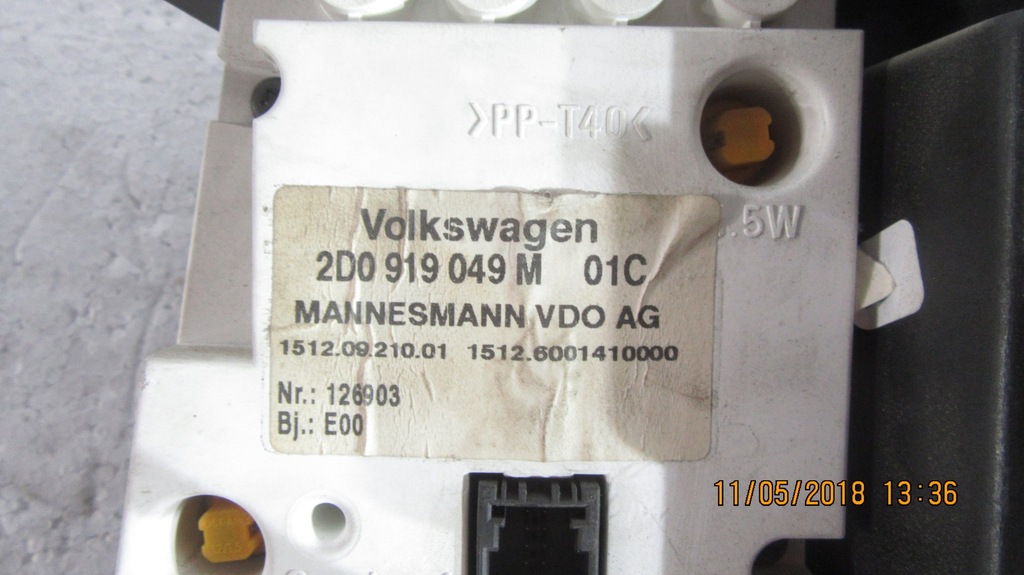 >PP-T40<
.5W
Volkswagen
2D0 919 049 M 01C
MANNESMANN VDO AG
1512.09.210.01 1512.6001410000
Nr.: 126903
Bj.: E00
11/05/2018 13:36